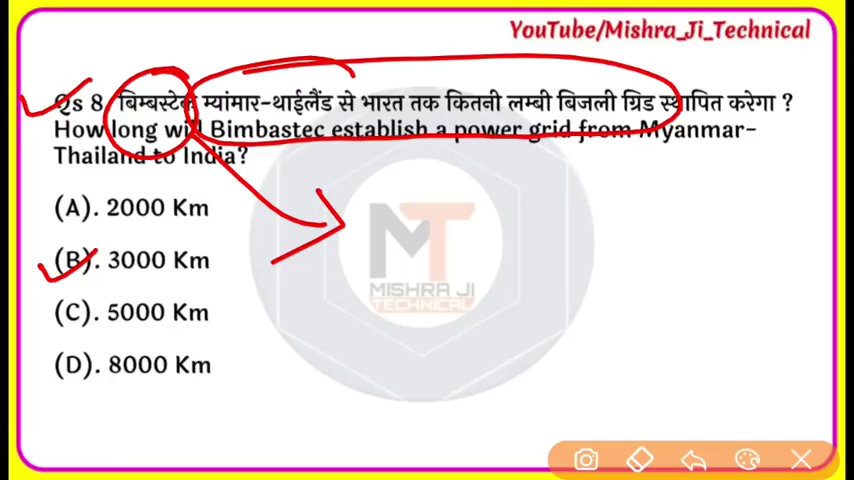 YouTube/Mishra_Ji_Technical
Qs 8. बिम्बस्टेक म्यांमार-थाईलैंड से भारत तक कितनी लम्बी बिजली ग्रिड स्थापित करेगा ?
How long will Bimbastec establish a power grid from Myanmar-
Thailand to India?
(A). 2000 Km
(B). 3000 Km
(C). 5000 Km
(D). 8000 Km
MT
MISHRA JI
TECHNICAL